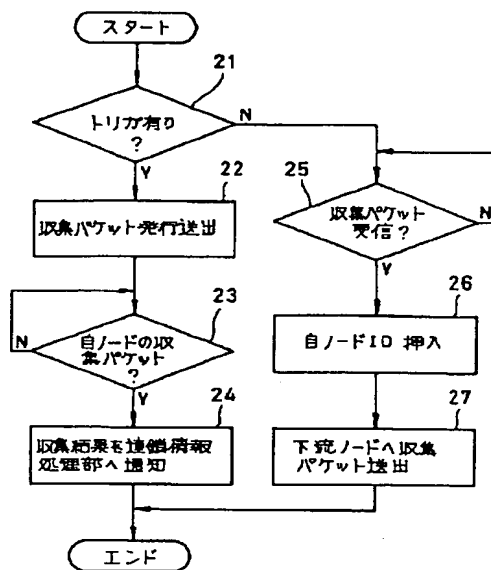 スタート
21
トリガ有り
?
N
Y
22
収集パケット発行送出
23
自ノードの収
集パケット
?
N
Y
24
収集結果を連鎖情報
処理部へ通知
25
収集パケット
受信?
N
Y
26
自ノードID 挿入
27
下流ノードへ収集
パケット送出
エンド